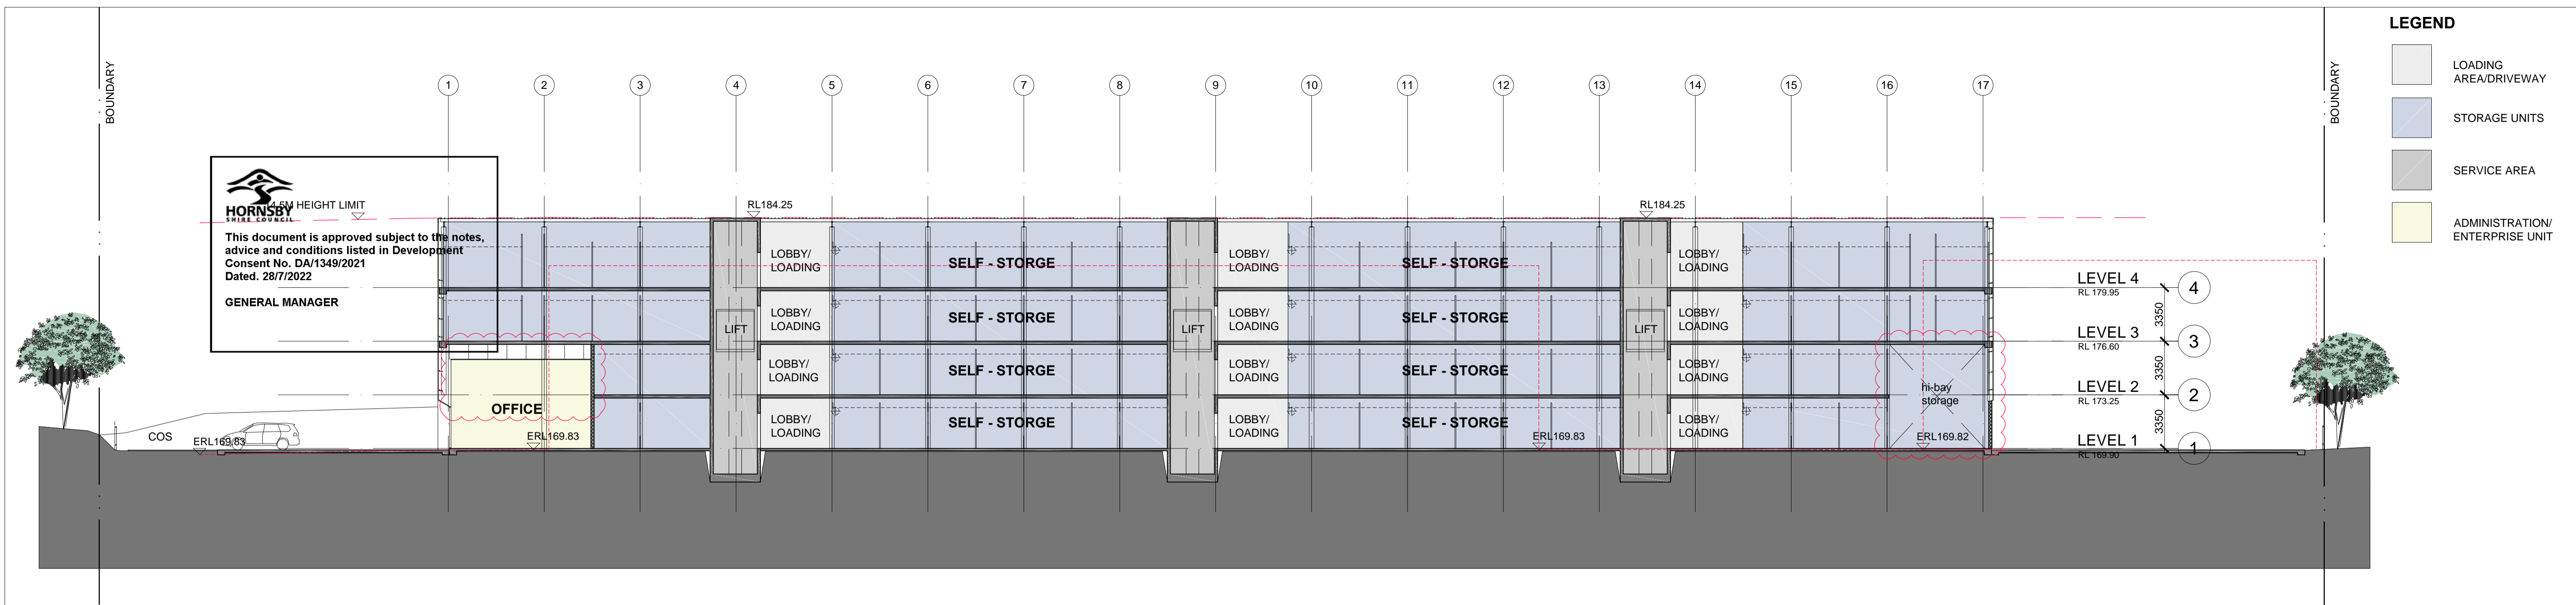 LEGEND
LOADING
AREA/DRIVEWAY
STORAGE UNITS
SERVICE AREA
ADMINISTRATION/
ENTERPRISE UNIT
BOUNDARY
BOUNDARY
1
2
3
4
5
6
7
8
9
10
11
12
13
14
15
16
17
HORNSBY
SHIRE COUNCIL
HEIGHT LIMIT
This document is approved subject to the notes,
advice and conditions listed in Development
Consent No. DA/1349/2021
Dated. 28/7/2022
GENERAL MANAGER
RL184.25
RL184.25
LOBBY/
LOADING
SELF - STORGE
LOBBY/
LOADING
SELF - STORGE
LOBBY/
LOADING
LEVEL 4
RL 179.95
4
3350
LOBBY/
LOADING
SELF - STORGE
LOBBY/
LOADING
SELF - STORGE
LOBBY/
LOADING
LIFT
LIFT
LIFT
LEVEL 3
RL 176.60
3
3350
LOBBY/
LOADING
SELF - STORGE
LOBBY/
LOADING
SELF - STORGE
LOBBY/
LOADING
hi-bay
storage
LEVEL 2
RL 173.25
2
3350
OFFICE
LOBBY/
LOADING
SELF - STORGE
LOBBY/
LOADING
SELF - STORGE
LOBBY/
LOADING
COS
ERL169.83
ERL169.83
ERL169.83
ERL169.82
LEVEL 1
RL 169.90
1